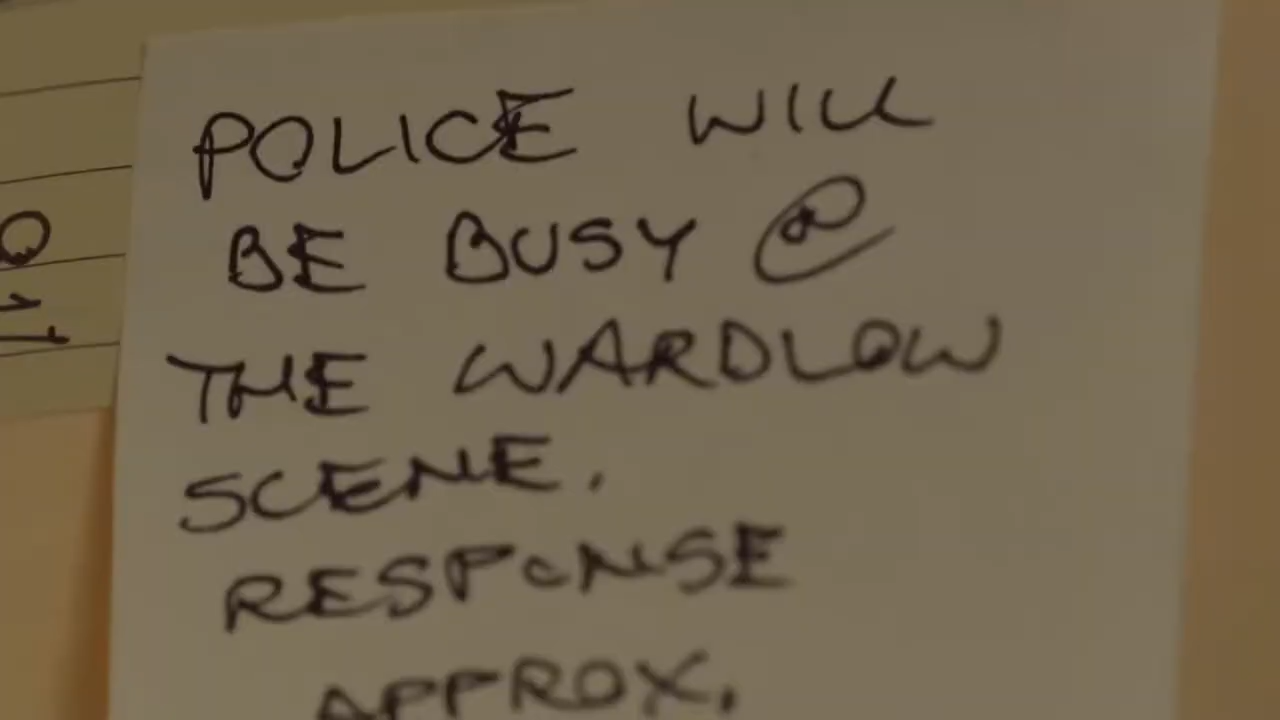 POLICE WILL
BE BUSY @
THE WARDLOW
SCENE.
RESPONSE
APPROX.